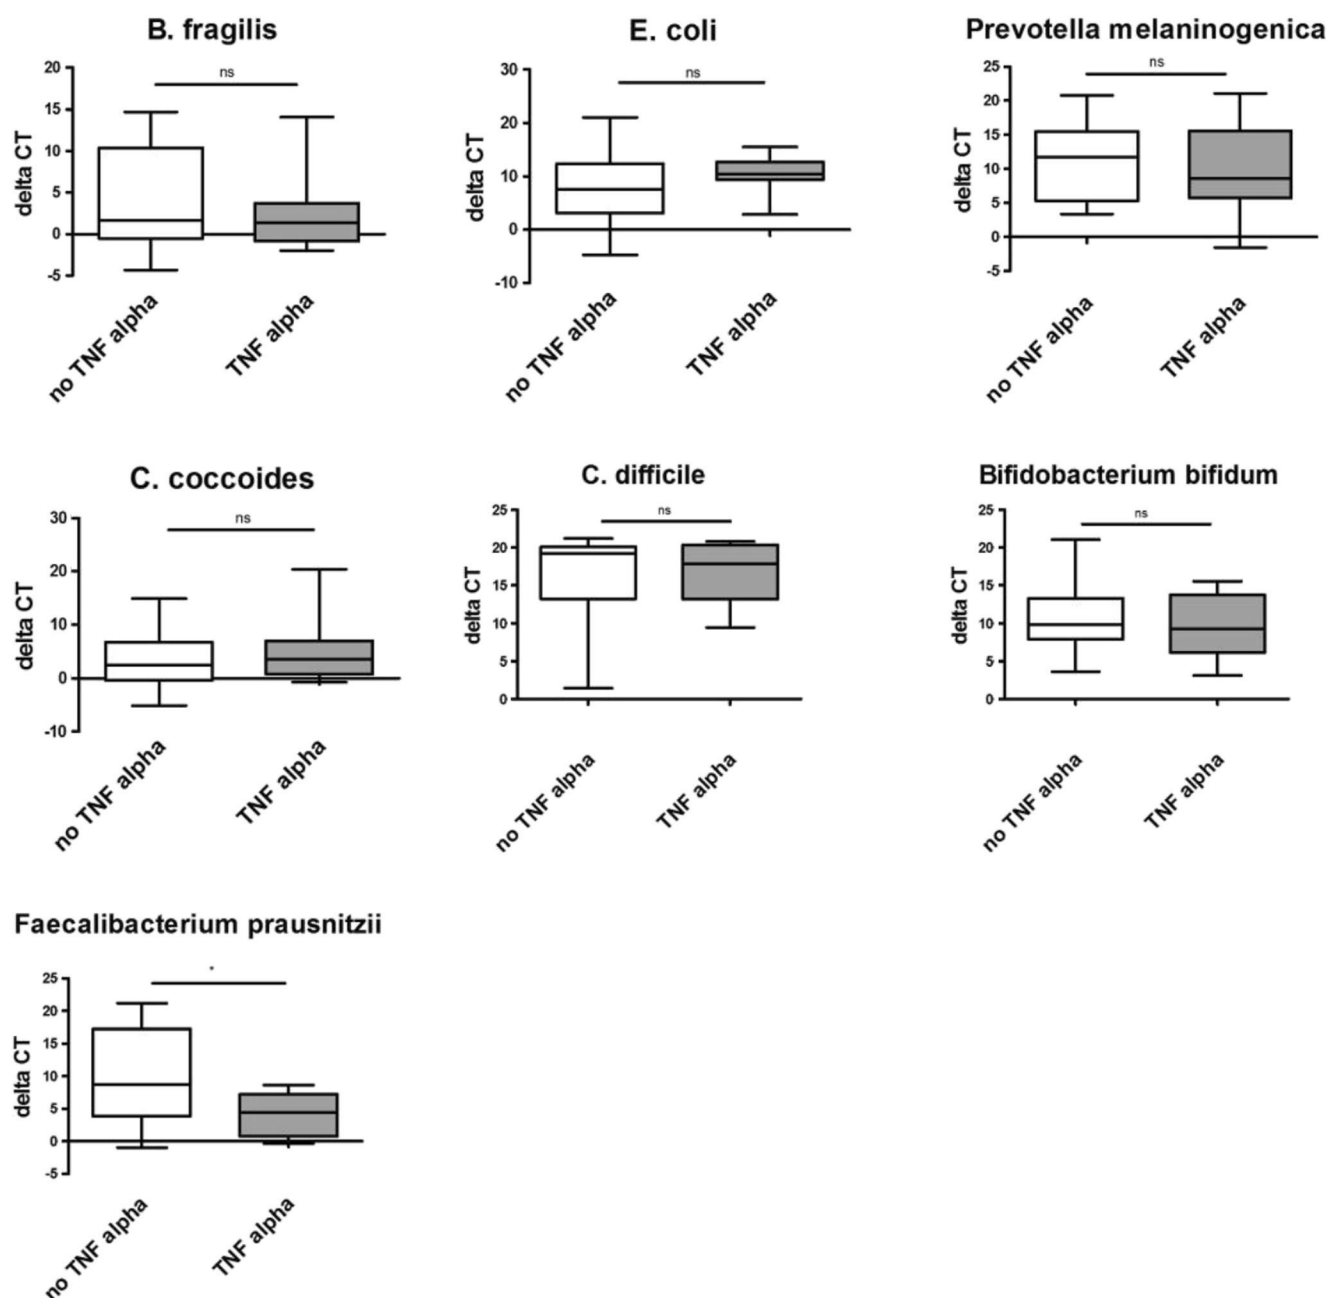 B. fragilis
20
15
10
5
0
-5
delta CT
ns
no TNF alpha
TNF alpha
E. coli
30
20
10
0
-10
delta CT
ns
no TNF alpha
TNF alpha
Prevotella melaninogenica
25
20
15
10
5
0
-5
delta CT
ns
no TNF alpha
TNF alpha
C. coccoides
30
20
10
0
-10
delta CT
ns
no TNF alpha
TNF alpha
C. difficile
25
20
15
10
5
0
delta CT
ns
no TNF alpha
TNF alpha
Bifidobacterium bifidum
25
20
15
10
5
0
delta CT
ns
no TNF alpha
TNF alpha
Faecalibacterium prausnitzii
25
20
15
10
5
0
-5
delta CT
*
no TNF alpha
TNF alpha